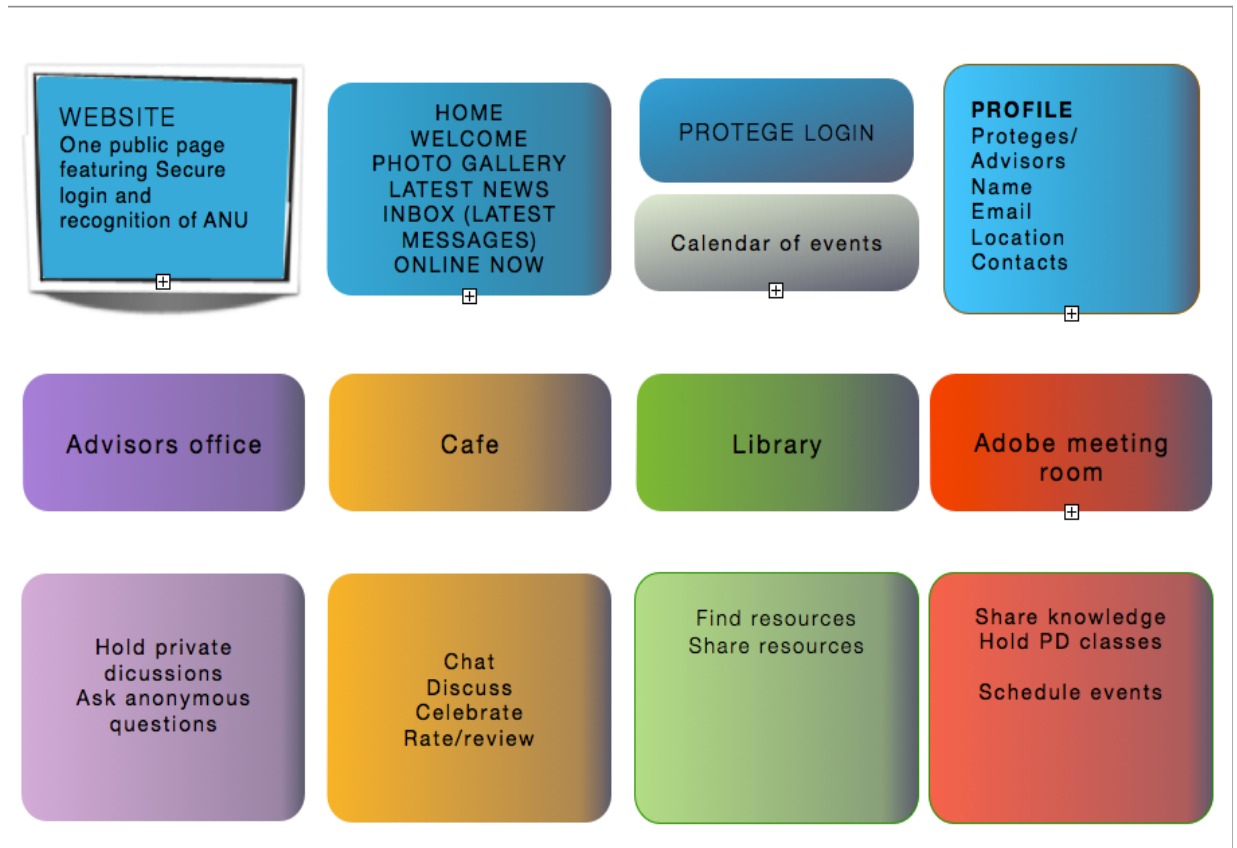 WEBSITE
One public page
featuring Secure
login and
recognition of ANU
HOME
WELCOME
PHOTO GALLERY
LATEST NEWS
INBOX (LATEST
MESSAGES)
ONLINE NOW
PROTEGE LOGIN
Calendar of events
PROFILE
Proteges/
Advisors
Name
Email
Location
Contacts
Advisors office
Cafe
Library
Adobe meeting
room
Hold private
dicussions
Ask anonymous
questions
Chat
Discuss
Celebrate
Rate/review
Find resources
Share resources
Share knowledge
Hold PD classes
Schedule events